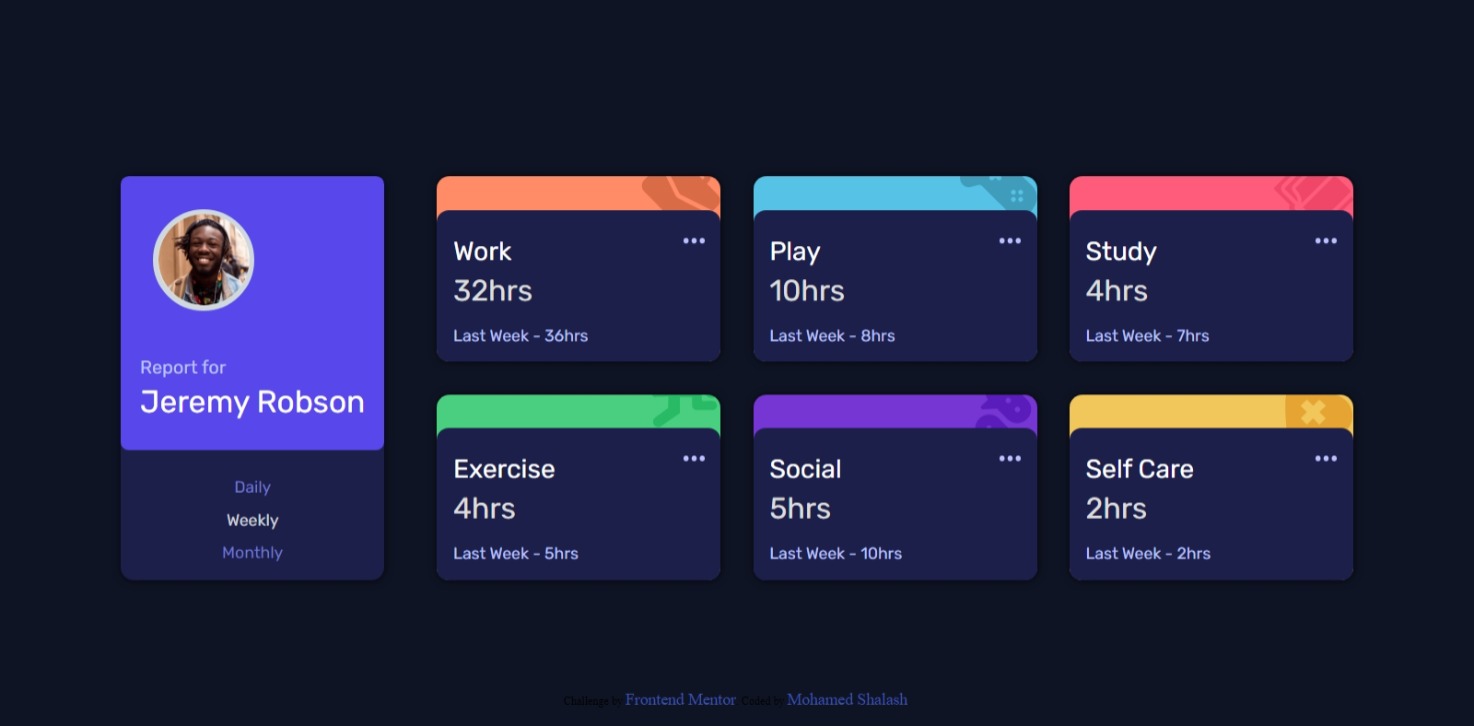 Report for
Jeremy Robson
Daily
Weekly
Monthly
Work
32hrs
Last Week - 36hrs
Play
10hrs
Last Week - 8hrs
Study
4hrs
Last Week - 7hrs
Exercise
4hrs
Last Week - 5hrs
Social
5hrs
Last Week - 10hrs
Self Care
2hrs
Last Week - 2hrs
Challenge by Frontend Mentor. Coded by Mohamed Shalash.